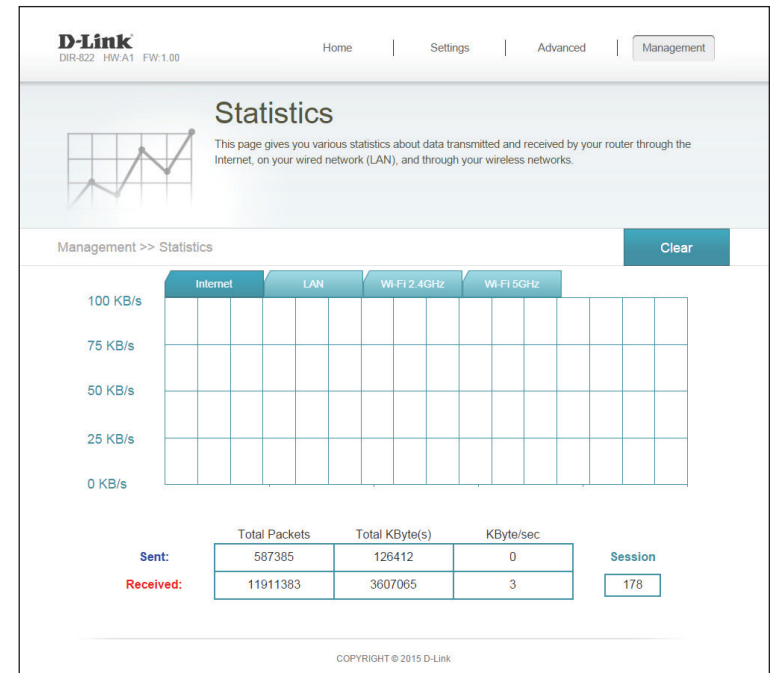 D-Link
DIR-822 HW:A1 FW:1.00
Home Settings Advanced Management
Statistics
This page gives you various statistics about data transmitted and received by your router through the
Internet, on your wired network (LAN), and through your wireless networks.
Management >> Statistics
Clear
Internet LAN Wi-Fi 2.4GHz Wi-Fi 5GHz
100 KB/s
75 KB/s
50 KB/s
25 KB/s
0 KB/s
Total Packets Total KByte(s) KByte/sec
Sent: 587385 126412 0 Session
Received: 11911383 3607065 3 178
COPYRIGHT © 2015 D-Link